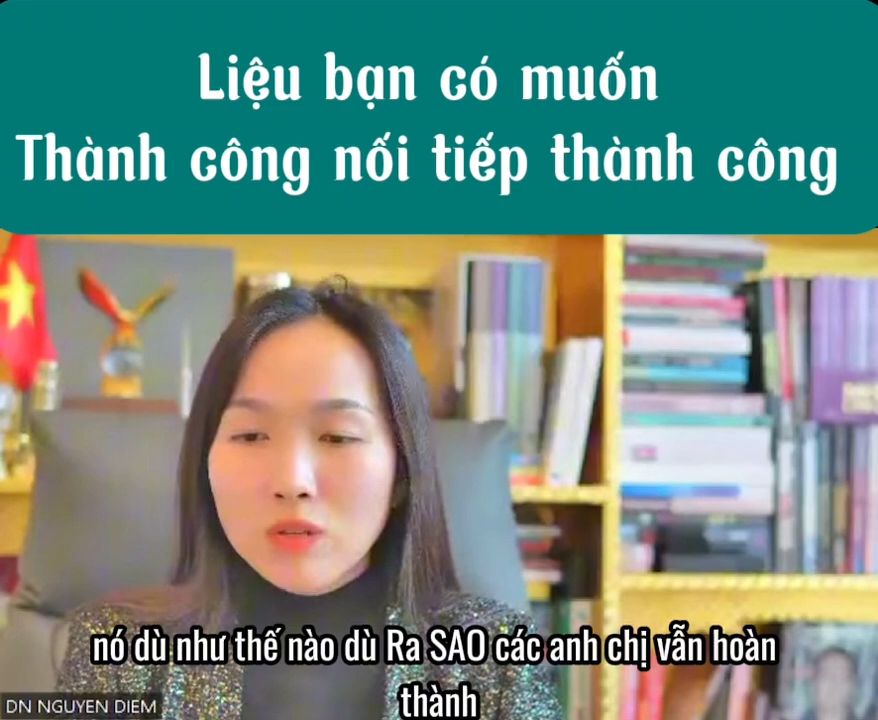 Liệu bạn có muốn
Thành công nối tiếp thành công
nó dù như thế nào dù Ra SAO các anh chị vẫn hoàn
thành
DN NGUYEN DIEM